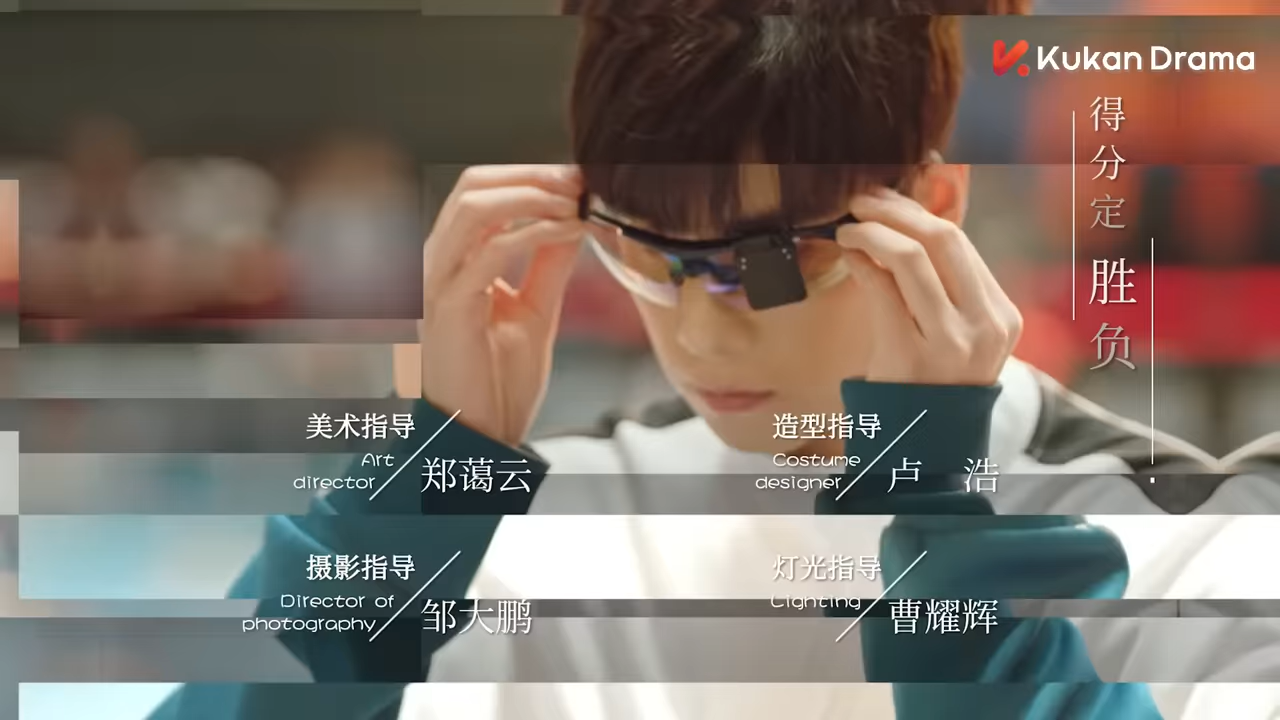 Kukan Drama
得分定
胜负
美术指导
Art
director
郑蔼云
造型指导
Costume
designer
卢 浩
摄影指导
Director of
photography
邹大鹏
灯光指导
Lighting
曹耀辉